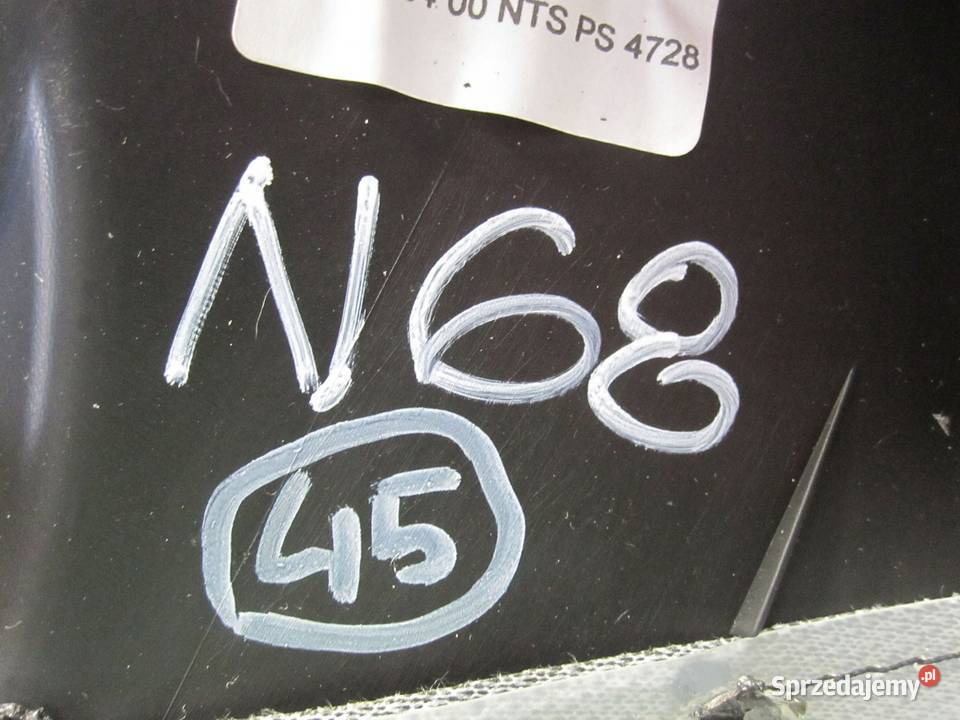 00 NTS PS 4728
N68
45
Sprzedajemy.pl